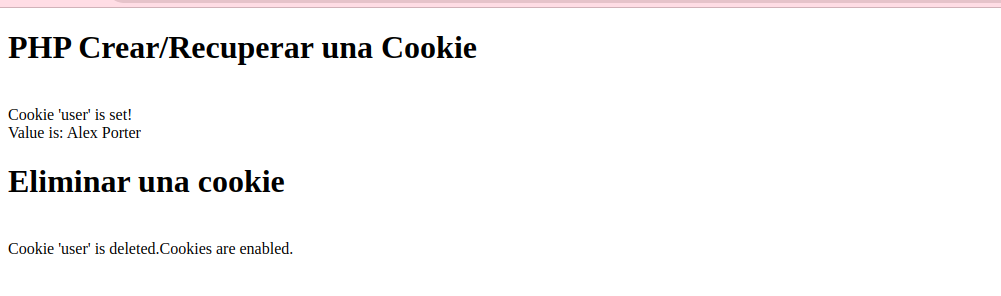 PHP Crear/Recuperar una Cookie
Cookie 'user' is set!
Value is: Alex Porter
Eliminar una cookie
Cookie 'user' is deleted.Cookies are enabled.